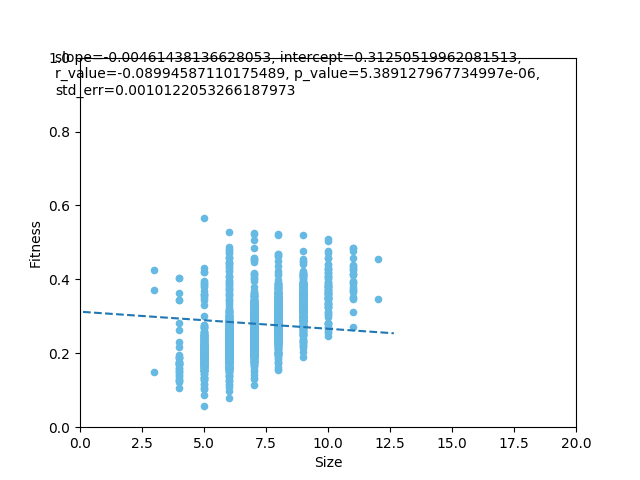 slope=-0.00461438136628053, intercept=0.31250519962081513,
r_value=-0.08994587110175489, p_value=5.389127967734997e-06,
std_err=0.0010122053266187973
1.0
0.8
0.6
0.4
0.2
0.0
Fitness
0.0 2.5 5.0 7.5 10.0 12.5 15.0 17.5 20.0
Size